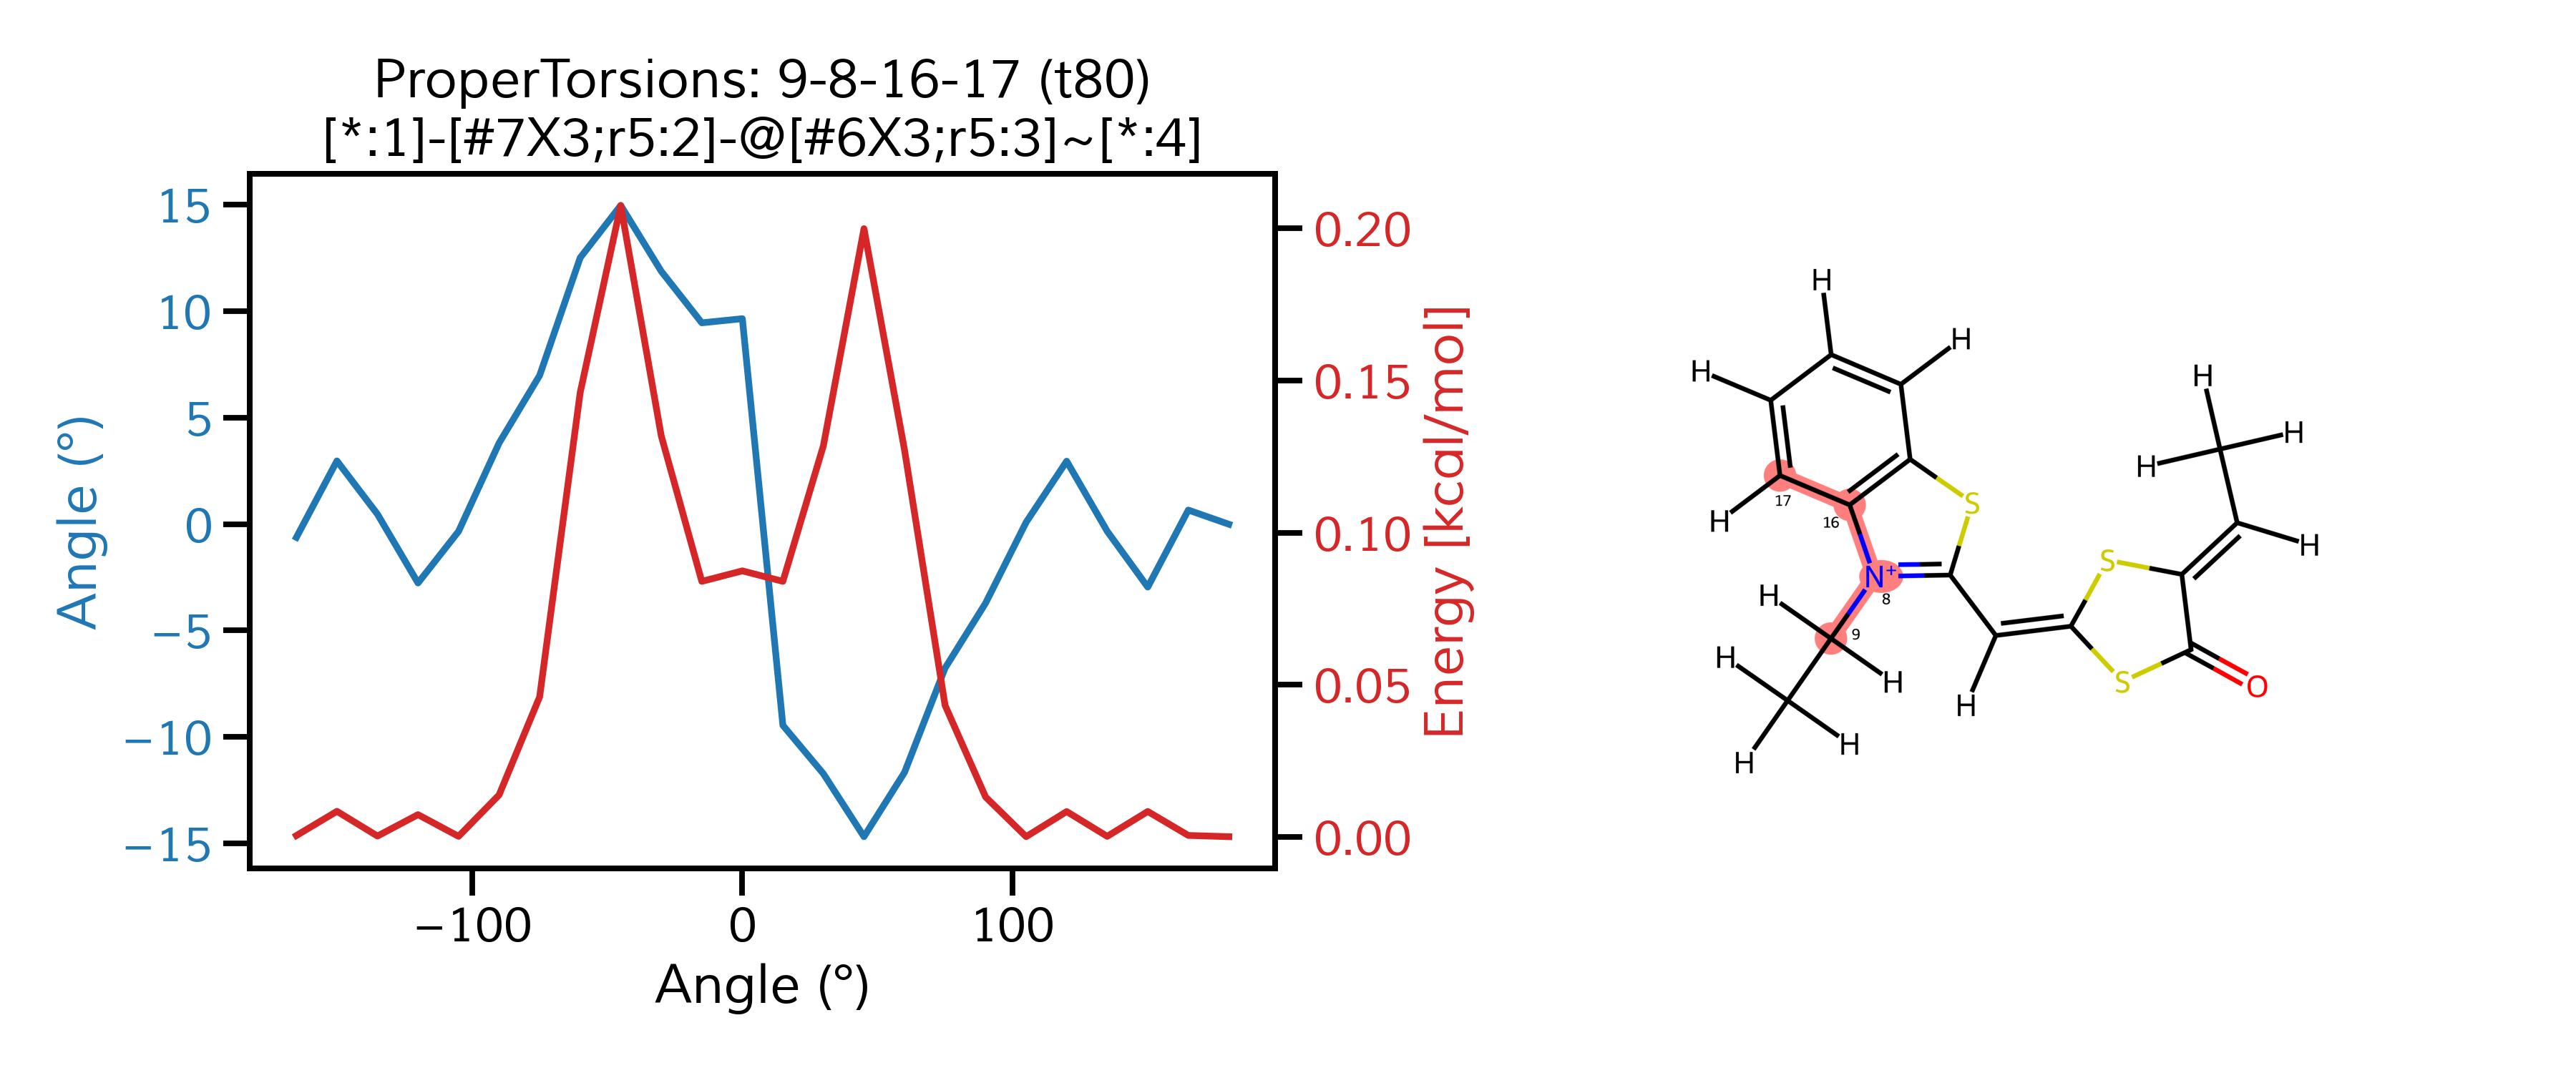 ProperTorsions: 9-8-16-17 (t80)
[*:1]-[#7X3;r5:2]-@[#6X3;r5:3]~[*:4]
15
10
5
0
−5
−10
−15
Angle (°)
0.20
0.15
0.10
0.05
0.00
Energy [kcal/mol]
−100
0
100
Angle (°)
H
H
H
H
H
H
H
17
16
S
H
S
N+
8
H
9
H
H
S
O
H
H
H